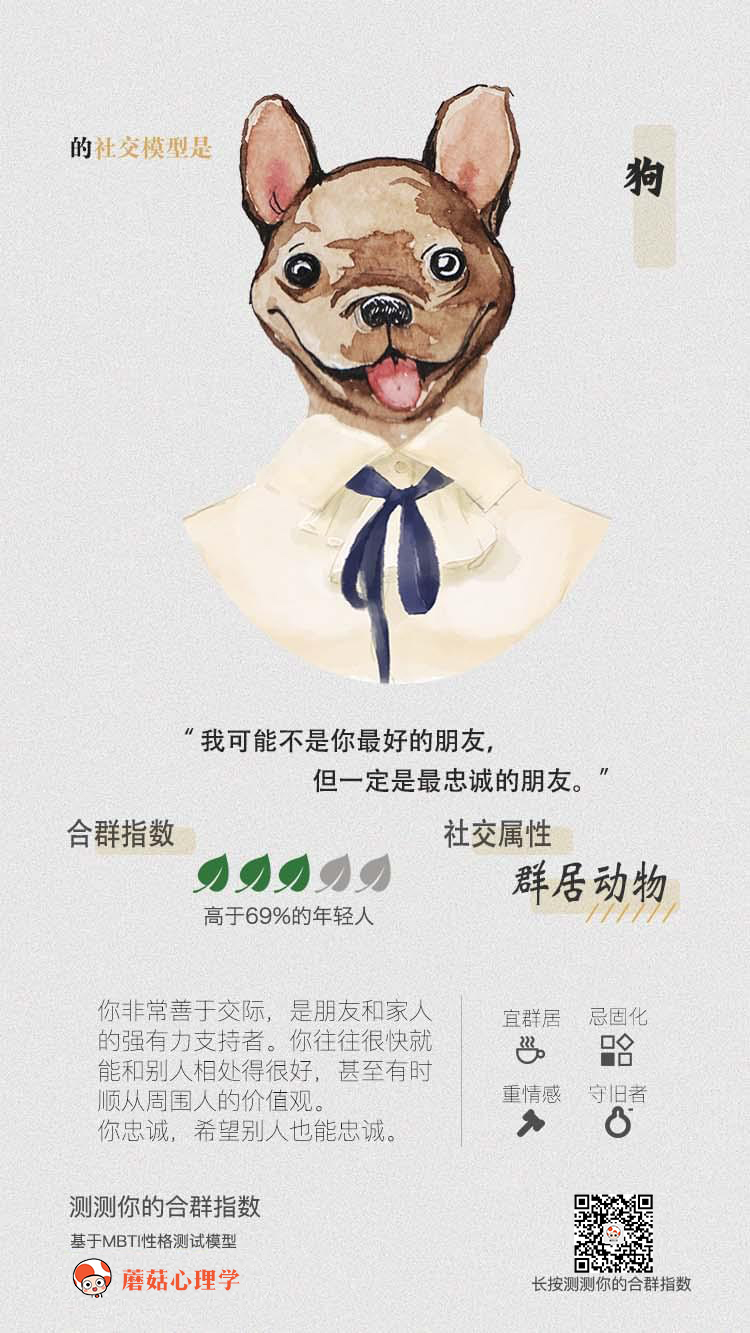 的社交模型是
狗
“我可能不是你最好的朋友，
但一定是最忠诚的朋友。”
合群指数
高于69%的年轻人
社交属性
群居动物
你非常善于交际，是朋友和家人
的强有力支持者。你往往很快就
能和别人相处得很好，甚至有时
顺从周围人的价值观。
你忠诚，希望别人也能忠诚。
宜群居
忌固化
重情感
守旧者
测测你的合群指数
基于MBTI性格测试模型
蘑菇心理学
长按测测你的合群指数